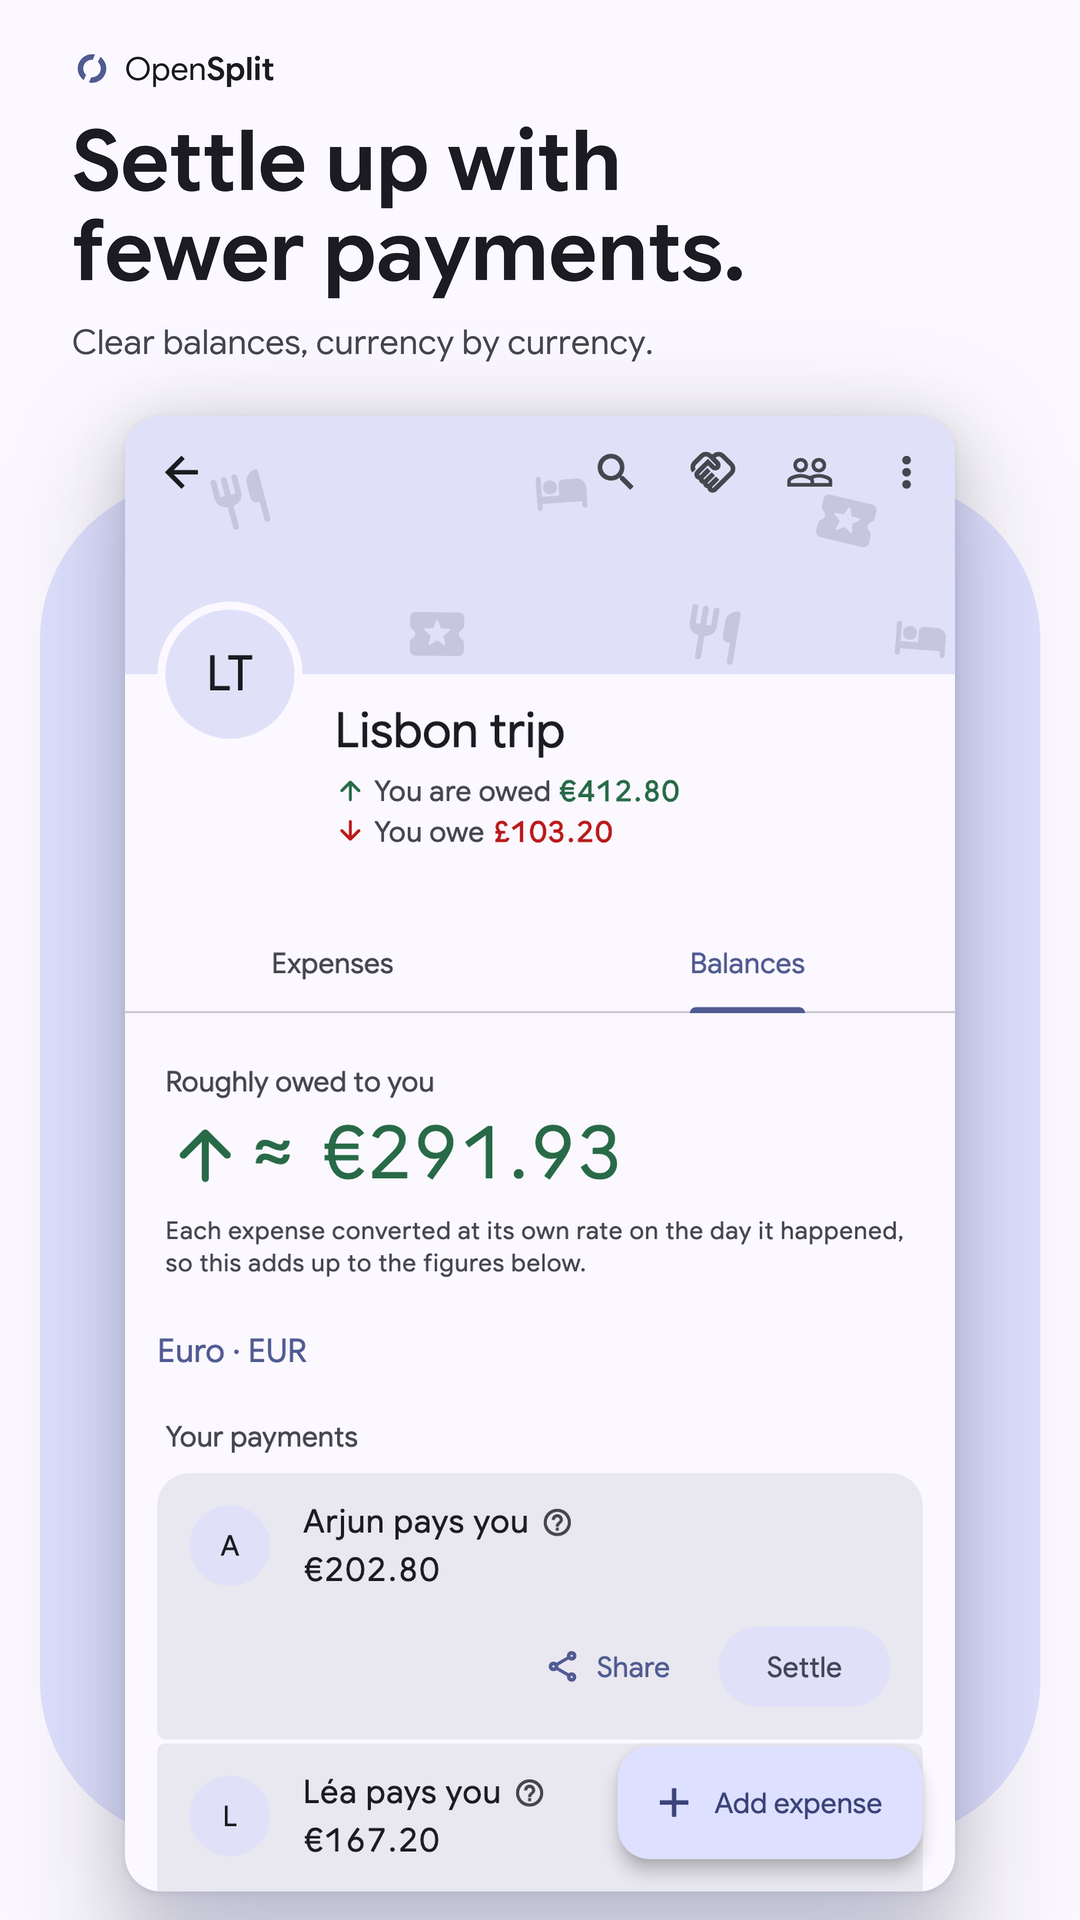 OpenSplit
Settle up with
fewer payments.
Clear balances, currency by currency.
LT
Lisbon trip
↑ You are owed €412.80
↓ You owe £103.20
Expenses
Balances
Roughly owed to you
↑ ≈ €291.93
Each expense converted at its own rate on the day it happened,
so this adds up to the figures below.
Euro · EUR
Your payments
A
Arjun pays you
€202.80
Share
Settle
L
Léa pays you
€167.20
+ Add expense